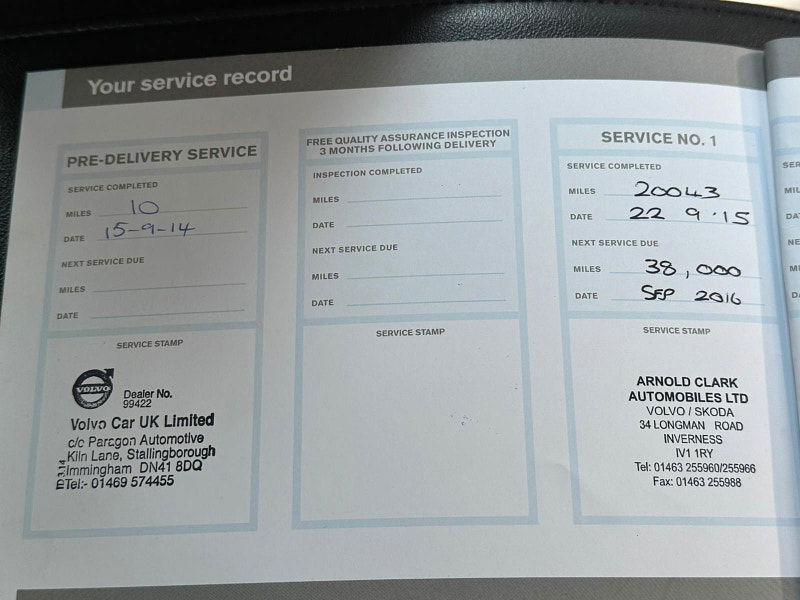 Your service record
PRE-DELIVERY SERVICE
SERVICE COMPLETED
MILES 10
DATE 15-9-14
NEXT SERVICE DUE
MILES
DATE
SERVICE STAMP
VOLVO
Dealer No.
99422
Volvo Car UK Limited
c/o Paragon Automotive
Kiln Lane, Stallingborough
Immingham DN41 8DQ
Tel:- 01469 574455
FREE QUALITY ASSURANCE INSPECTION
3 MONTHS FOLLOWING DELIVERY
INSPECTION COMPLETED
MILES
DATE
NEXT SERVICE DUE
MILES
DATE
SERVICE STAMP
SERVICE NO. 1
SERVICE COMPLETED
MILES 20043
DATE 22 9 '15
NEXT SERVICE DUE
MILES 38,000
DATE SEP 2016
SERVICE STAMP
ARNOLD CLARK
AUTOMOBILES LTD
VOLVO / SKODA
34 LONGMAN ROAD
INVERNESS
IV1 1RY
Tel: 01463 255960/255966
Fax: 01463 255988